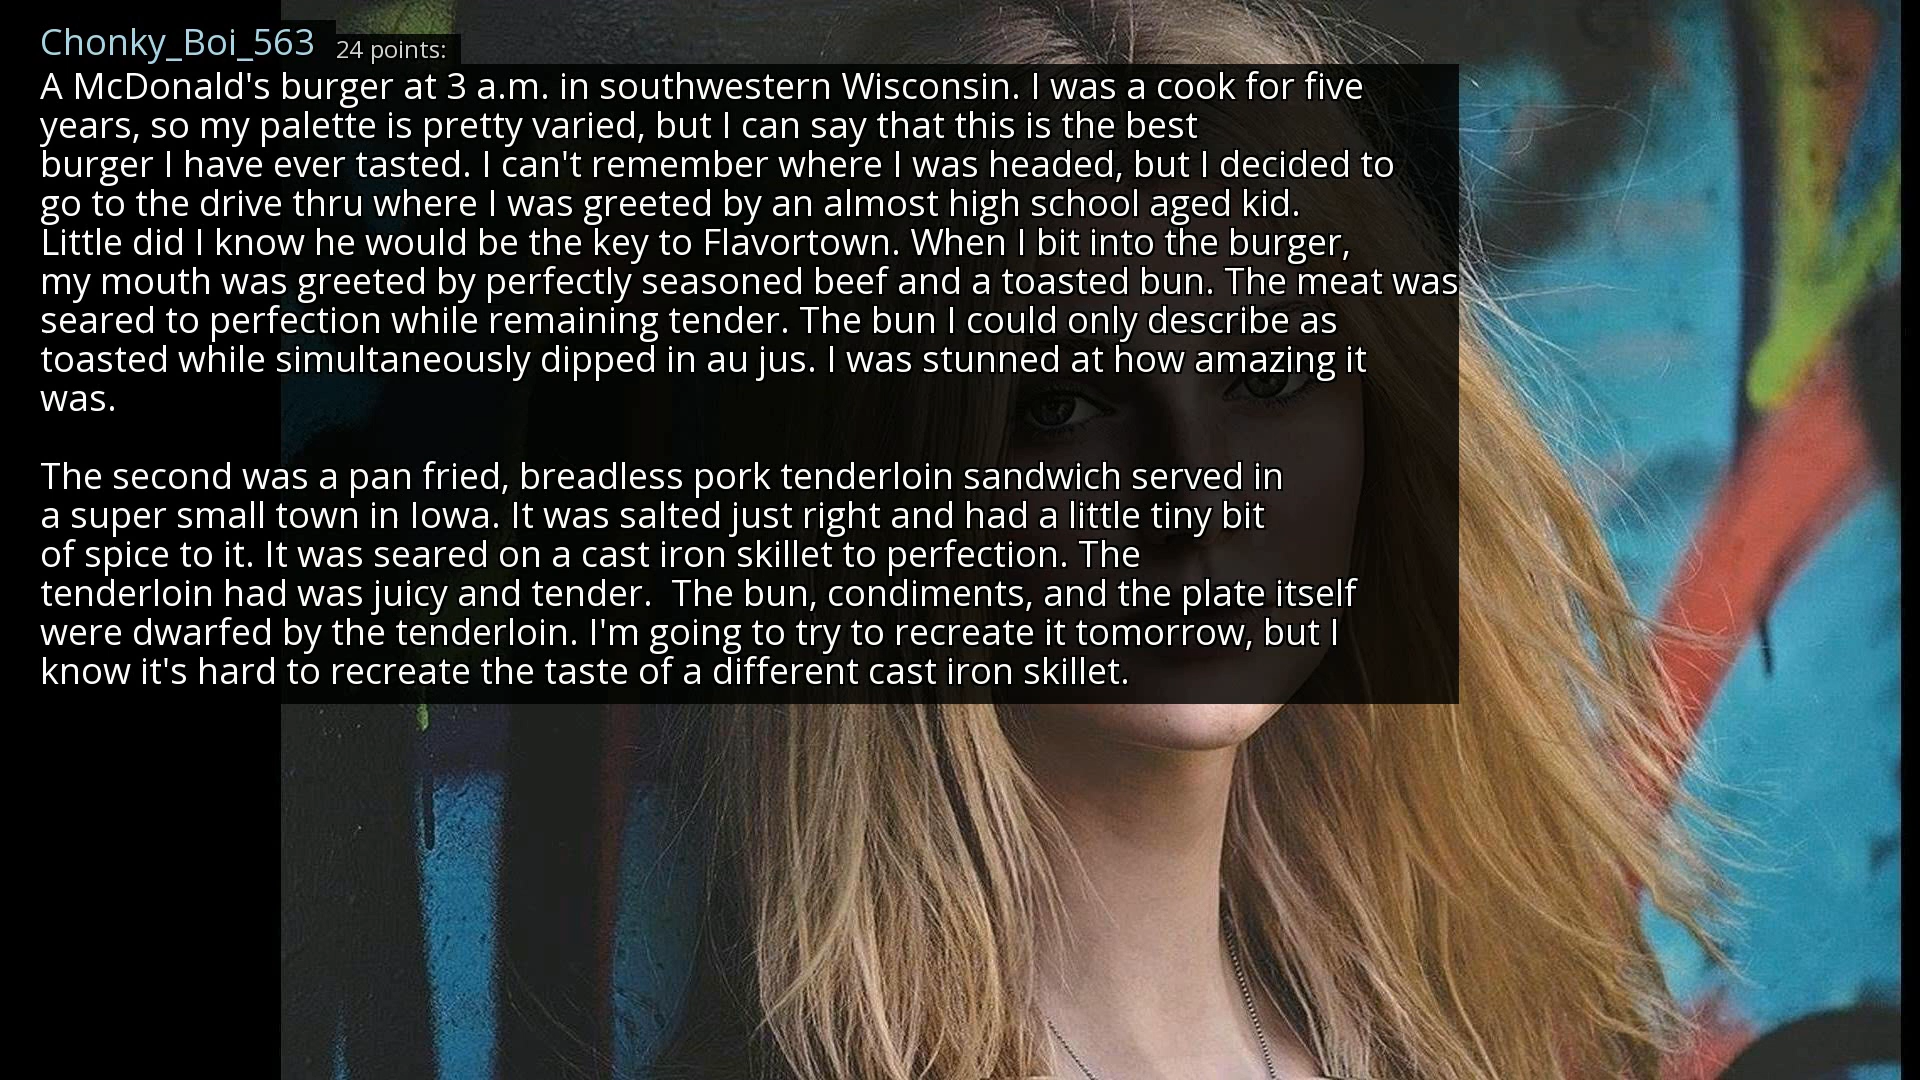 Chonky_Boi_563 24 points:
A McDonald's burger at 3 a.m. in southwestern Wisconsin. I was a cook for five
years, so my palette is pretty varied, but I can say that this is the best
burger I have ever tasted. I can't remember where I was headed, but I decided to
go to the drive thru where I was greeted by an almost high school aged kid.
Little did I know he would be the key to Flavortown. When I bit into the burger,
my mouth was greeted by perfectly seasoned beef and a toasted bun. The meat was
seared to perfection while remaining tender. The bun I could only describe as
toasted while simultaneously dipped in au jus. I was stunned at how amazing it
was.
The second was a pan fried, breadless pork tenderloin sandwich served in
a super small town in Iowa. It was salted just right and had a little tiny bit
of spice to it. It was seared on a cast iron skillet to perfection. The
tenderloin had was juicy and tender.  The bun, condiments, and the plate itself
were dwarfed by the tenderloin. I'm going to try to recreate it tomorrow, but I
know it's hard to recreate the taste of a different cast iron skillet.